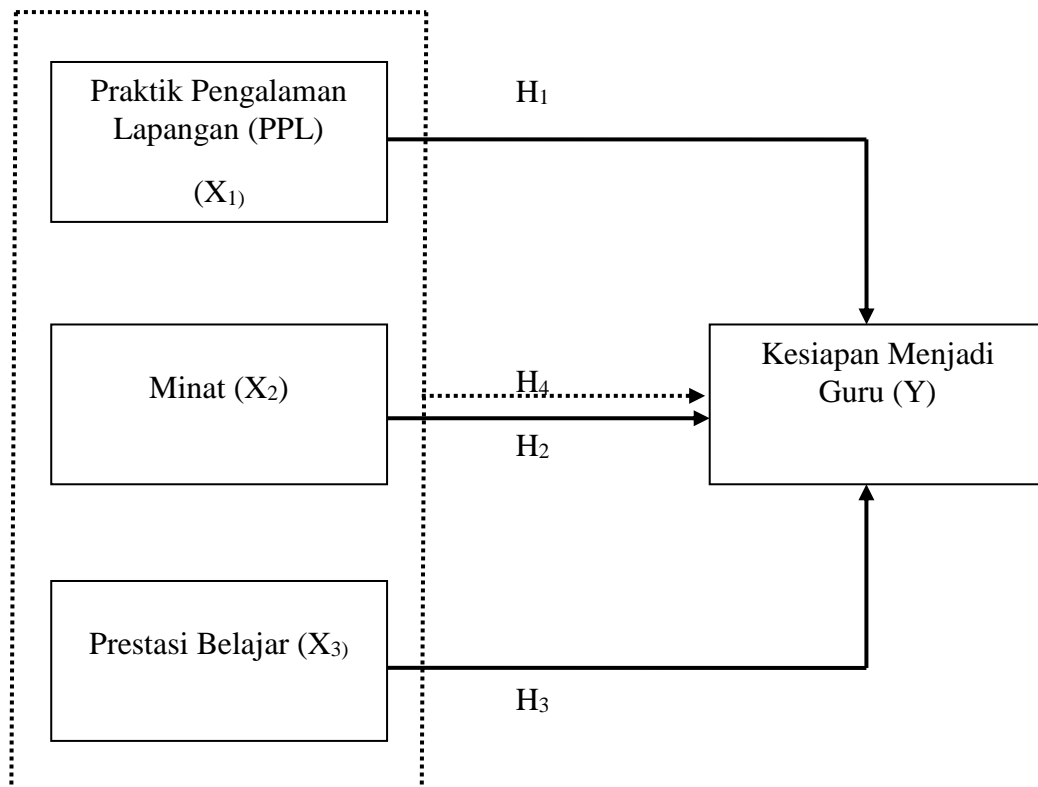 Praktik Pengalaman
Lapangan (PPL)
(X₁₎
H₁
Minat (X₂)
H₄
H₂
Kesiapan Menjadi
Guru (Y)
Prestasi Belajar (X₃₎
H₃